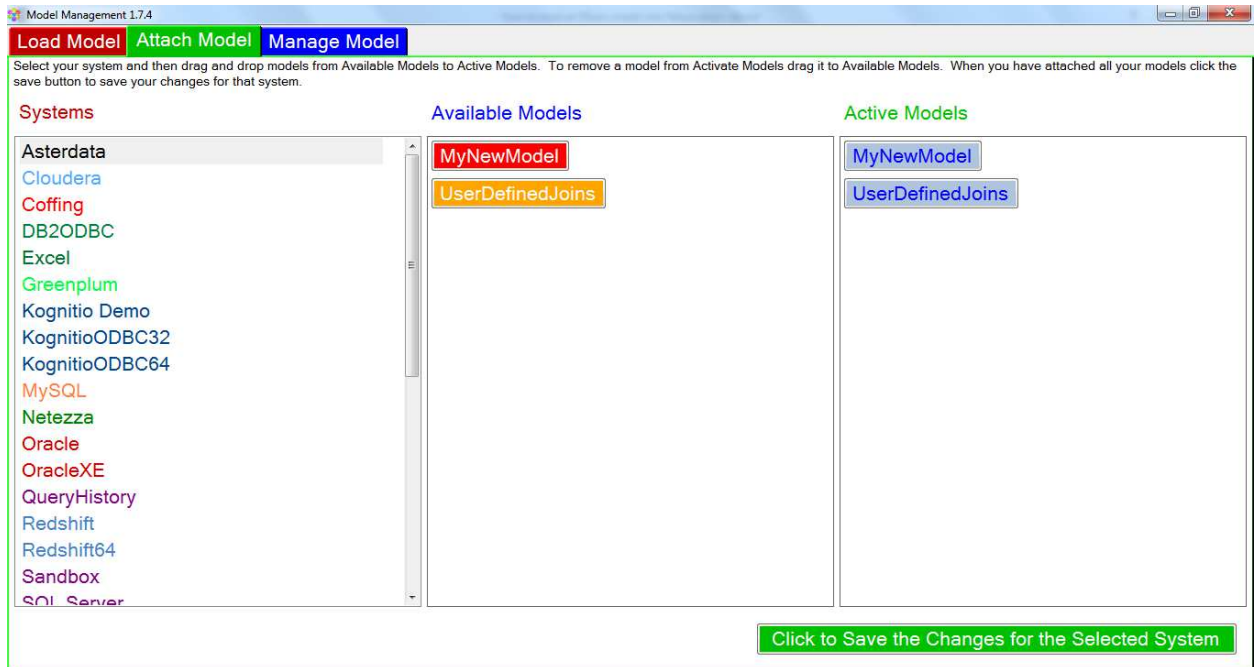 Model Management 1.7.4
Load Model Attach Model Manage Model
Select your system and then drag and drop models from Available Models to Active Models. To remove a model from Activate Models drag it to Available Models. When you have attached all your models click the
save button to save your changes for that system.
Systems Available Models Active Models
Asterdata MyNewModel MyNewModel
Cloudera UserDefinedJoins UserDefinedJoins
Coffing
DB2ODBC
Excel
Greenplum
Kognitio Demo
KognitioODBC32
KognitioODBC64
MySQL
Netezza
Oracle
OracleXE
QueryHistory
Redshift
Redshift64
Sandbox
SQL Server
Click to Save the Changes for the Selected System